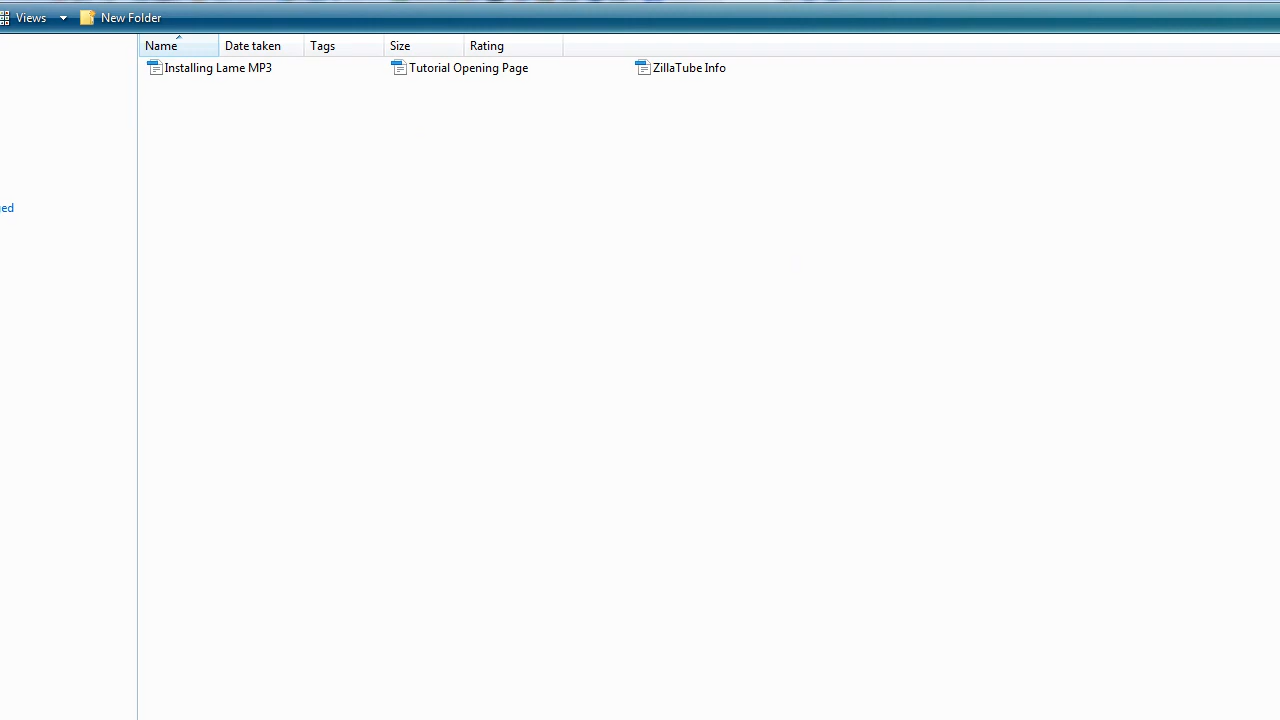 Views New Folder
Name Date taken Tags Size Rating
Installing Lame MP3 Tutorial Opening Page ZillaTube Info